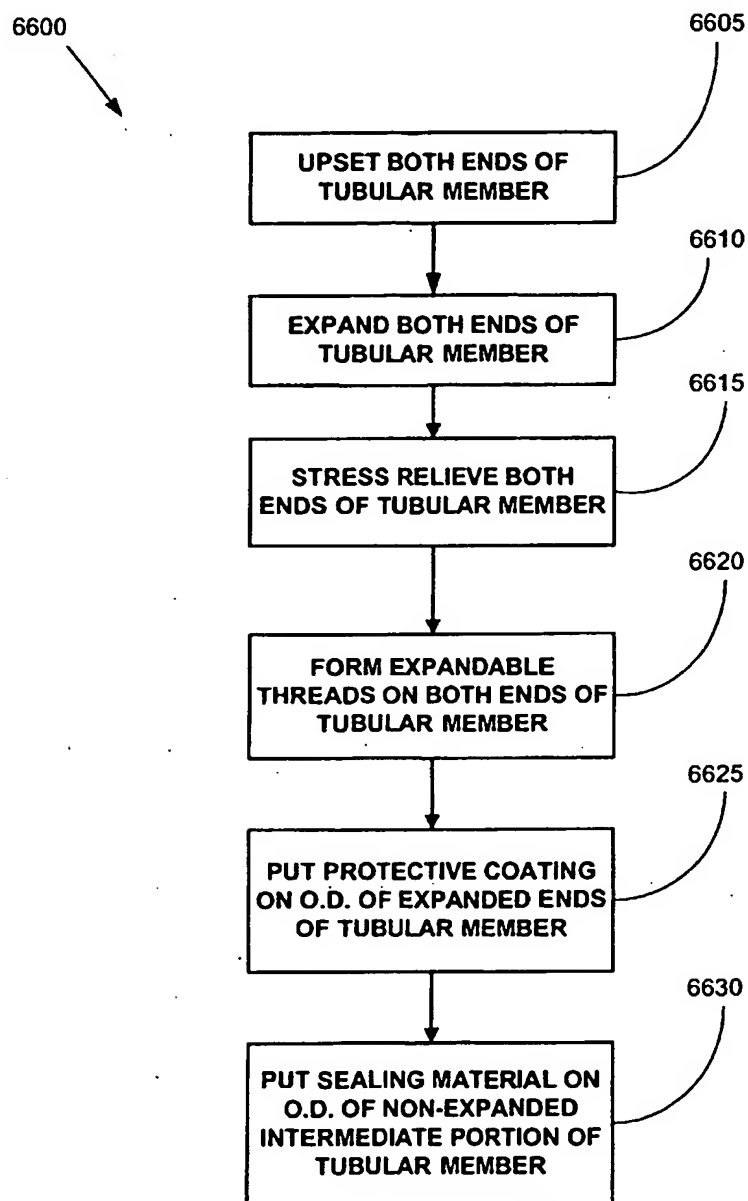 6600
6605
UPSET BOTH ENDS OF
TUBULAR MEMBER
6610
EXPAND BOTH ENDS OF
TUBULAR MEMBER
6615
STRESS RELIEVE BOTH
ENDS OF TUBULAR MEMBER
6620
FORM EXPANDABLE
THREADS ON BOTH ENDS OF
TUBULAR MEMBER
6625
PUT PROTECTIVE COATING
ON O.D. OF EXPANDED ENDS
OF TUBULAR MEMBER
6630
PUT SEALING MATERIAL ON
O.D. OF NON-EXPANDED
INTERMEDIATE PORTION OF
TUBULAR MEMBER